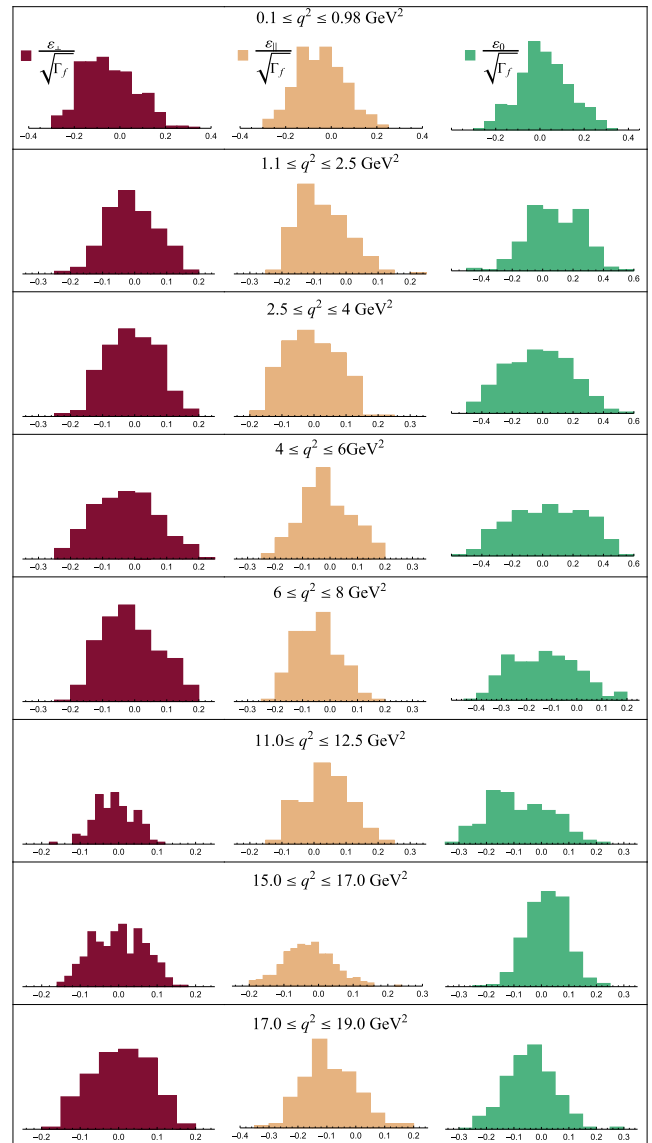 0.1 ≤ q² ≤ 0.98 GeV²
ε⊥/√Γf ε||/√Γf ε0/√Γf
−0.4 −0.2 0.0 0.2 0.4 −0.4 −0.2 0.0 0.2 0.4 −0.4 −0.2 0.0 0.2 0.4
1.1 ≤ q² ≤ 2.5 GeV²
−0.3 −0.2 −0.1 0.0 0.1 0.2 −0.3 −0.2 −0.1 0.0 0.1 0.2 −0.4 −0.2 0.0 0.2 0.4 0.6
2.5 ≤ q² ≤ 4 GeV²
−0.3 −0.2 −0.1 0.0 0.1 0.2 −0.2 −0.1 0.0 0.1 0.2 0.3 −0.4 −0.2 0.0 0.2 0.4 0.6
4 ≤ q² ≤ 6GeV²
−0.3 −0.2 −0.1 0.0 0.1 0.2 −0.3 −0.2 −0.1 0.0 0.1 0.2 0.3 −0.4 −0.2 0.0 0.2 0.4 0.6
6 ≤ q² ≤ 8 GeV²
−0.3 −0.2 −0.1 0.0 0.1 0.2 −0.3 −0.2 −0.1 0.0 0.1 0.2 0.3 −0.4 −0.3 −0.2 −0.1 0.0 0.1 0.2
11.0≤ q² ≤ 12.5 GeV²
−0.2 −0.1 0.0 0.1 0.2 −0.2 −0.1 0.0 0.1 0.2 0.3 −0.3 −0.2 −0.1 0.0 0.1 0.2 0.3
15.0 ≤ q² ≤ 17.0 GeV²
−0.2 −0.1 0.0 0.1 0.2 −0.2 −0.1 0.0 0.1 0.2 0.3 −0.3 −0.2 −0.1 0.0 0.1 0.2 0.3
17.0 ≤ q² ≤ 19.0 GeV²
−0.2 −0.1 0.0 0.1 0.2 −0.4 −0.3 −0.2 −0.1 0.0 0.1 0.2 −0.3 −0.2 −0.1 0.0 0.1 0.2 0.3